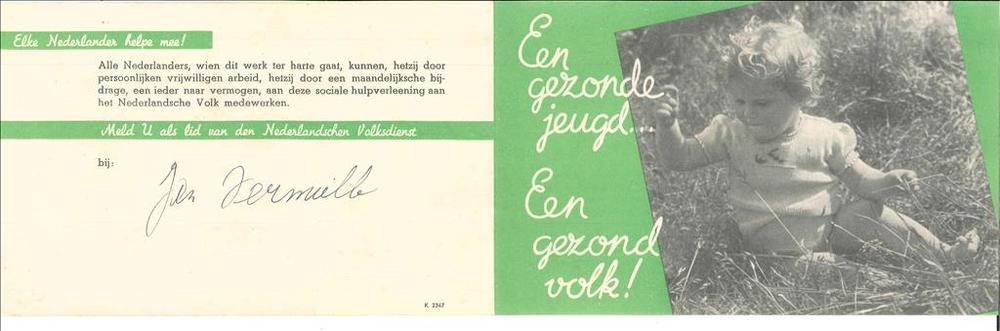 Elke Nederlander helpe mee!
Alle Nederlanders, wien dit werk ter harte gaat, kunnen, hetzij door
persoonlijken vrijwilligen arbeid, hetzij door een maandelijksche bij-
drage, een ieder naar vermogen, aan deze sociale hulpverleening aan
het Nederlandsche Volk medewerken.
Meld U als lid van den Nederlandschen Volksdienst
bij:
Jan
K 2367
Een
gezonde
jeugd...
Een
gezond
volk!